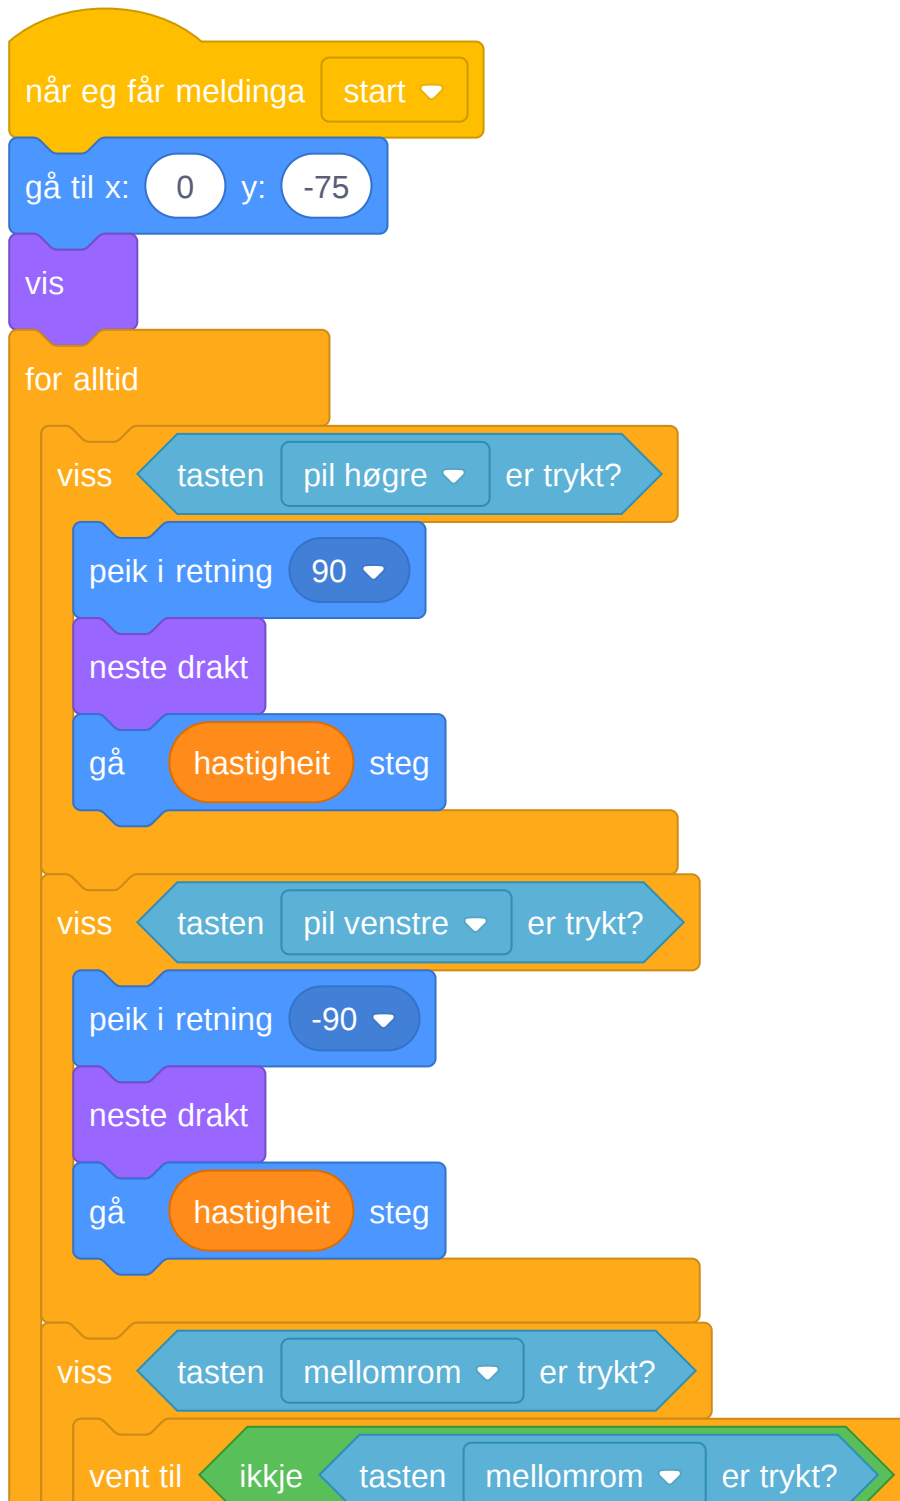 når eg får meldinga start
gå til x: 0 y: -75
vis
for alltid
viss tasten pil høgre er trykt?
peik i retning 90
neste drakt
gå hastigheit steg
viss tasten pil venstre er trykt?
peik i retning -90
neste drakt
gå hastigheit steg
viss tasten mellomrom er trykt?
vent til ikkje tasten mellomrom er trykt?